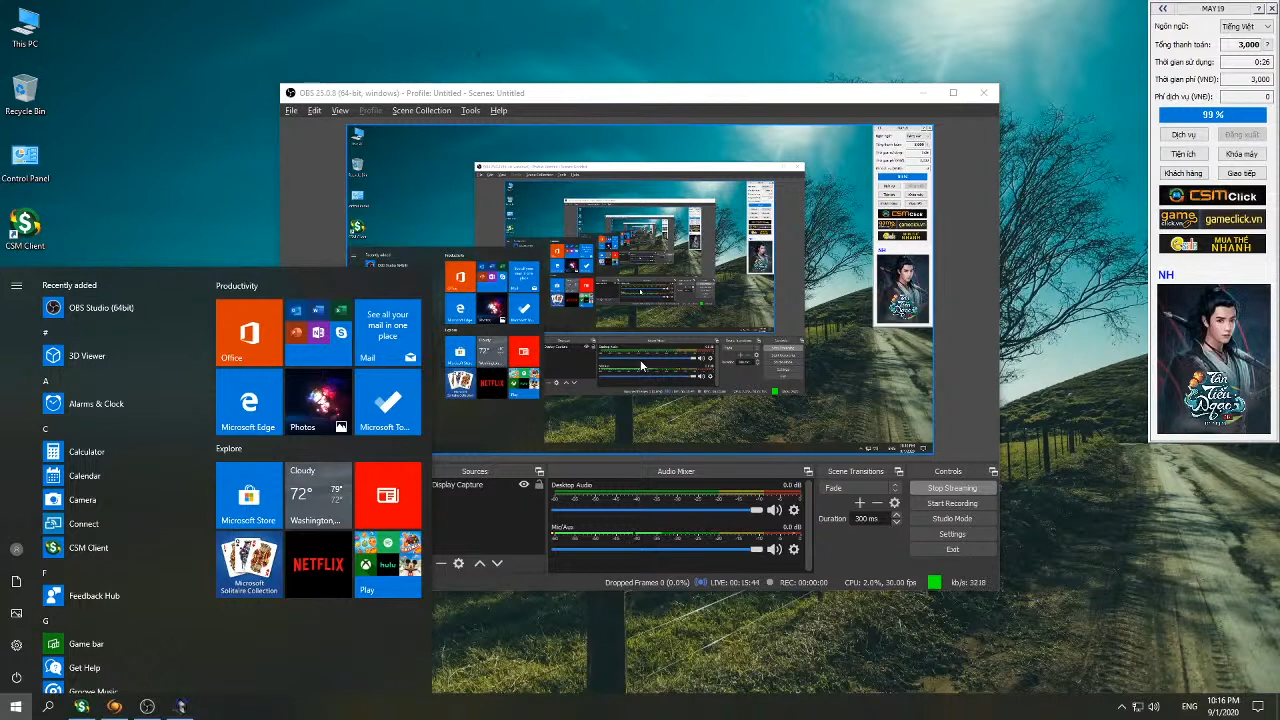 This PC
Recycle Bin
Control Panel
CSM Client
OBS 25.0.8 (64-bit, windows) - Profile: Untitled - Scenes: Untitled
File Edit View Profile Scene Collection Tools Help
MAY19
Ngôn ngữ: Tiếng Việt
Tổng thanh toán: 3,000 ?
Thời gian sử dụng: 0:26
Thời gian phí (VNĐ): 3,000
Phí dịch vụ (VNĐ): 0
99 %
Dịch vụ Đăng xuất
Tiện ích Khóa máy
Khách hàng Giao tiếp
CSMClick
game click gameclick.vn
MUA THẺ NHANH
NH
Tân Tiếu Ngạo
Recently added
OBS Studio (64bit)
#
3D Viewer
A
Alarms & Clock
C
Calculator
Calendar
Camera
Connect
CSM Client
F
Feedback Hub
G
Game bar
Get Help
Groove Music
Productivity
Office
See all your mail in one place
Mail
Microsoft Edge
Photos
Microsoft To...
Explore
Microsoft Store
Cloudy
72° 79° 72°
Washington,...
Microsoft Solitaire Collection
NETFLIX
hulu
Play
Sources
Display Capture
Audio Mixer
Desktop Audio 0.0 dB
Mic/Aux 0.0 dB
Scene Transitions
Fade
Duration 300 ms
Controls
Stop Streaming
Start Recording
Studio Mode
Settings
Exit
Dropped Frames 0 (0.0%) LIVE: 00:15:44 REC: 00:00:00 CPU: 2.0%, 30.00 fps kb/s: 3218
ENG
10:16 PM
9/1/2020